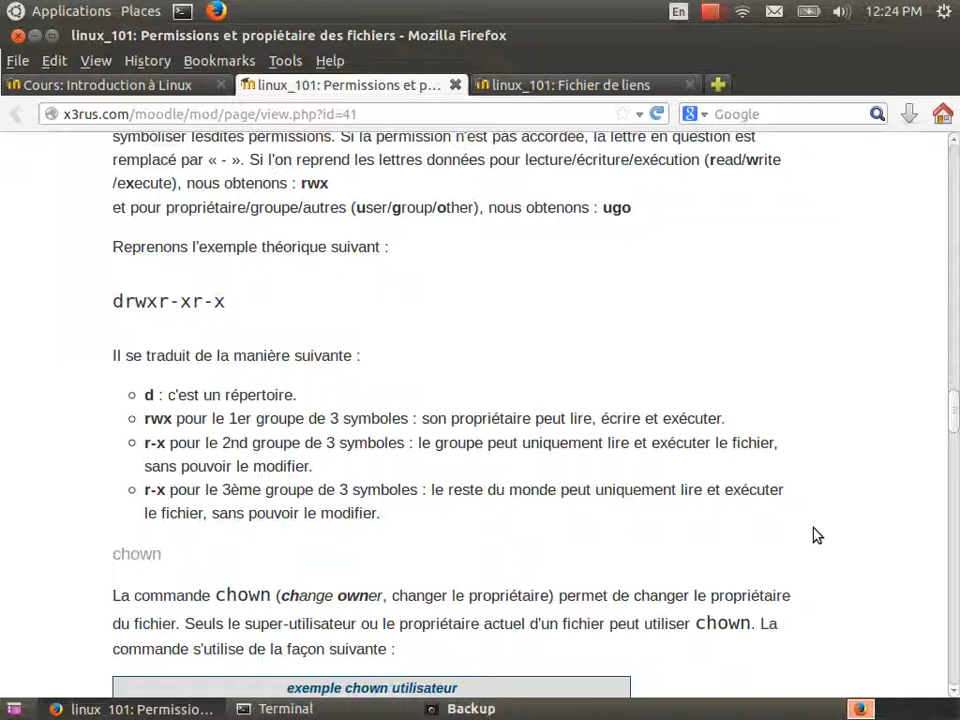 Applications Places En 12:24 PM
linux_101: Permissions et propiétaire des fichiers - Mozilla Firefox
File Edit View History Bookmarks Tools Help
Cours: Introduction à Linux linux_101: Permissions et p... linux_101: Fichier de liens
x3rus.com/moodle/mod/page/view.php?id=41 Google
symboliser lesdites permissions. Si la permission n'est pas accordée, la lettre en question est
remplacé par « - ». Si l'on reprend les lettres données pour lecture/écriture/exécution (read/write
/execute), nous obtenons : rwx
et pour propriétaire/groupe/autres (user/group/other), nous obtenons : ugo
Reprenons l'exemple théorique suivant :
drwxr-xr-x
Il se traduit de la manière suivante :
d : c'est un répertoire.
rwx pour le 1er groupe de 3 symboles : son propriétaire peut lire, écrire et exécuter.
r-x pour le 2nd groupe de 3 symboles : le groupe peut uniquement lire et exécuter le fichier,
sans pouvoir le modifier.
r-x pour le 3ème groupe de 3 symboles : le reste du monde peut uniquement lire et exécuter
le fichier, sans pouvoir le modifier.
chown
La commande chown (change owner, changer le propriétaire) permet de changer le propriétaire
du fichier. Seuls le super-utilisateur ou le propriétaire actuel d'un fichier peut utiliser chown. La
commande s'utilise de la façon suivante :
exemple chown utilisateur
linux_101: Permissio... Terminal Backup